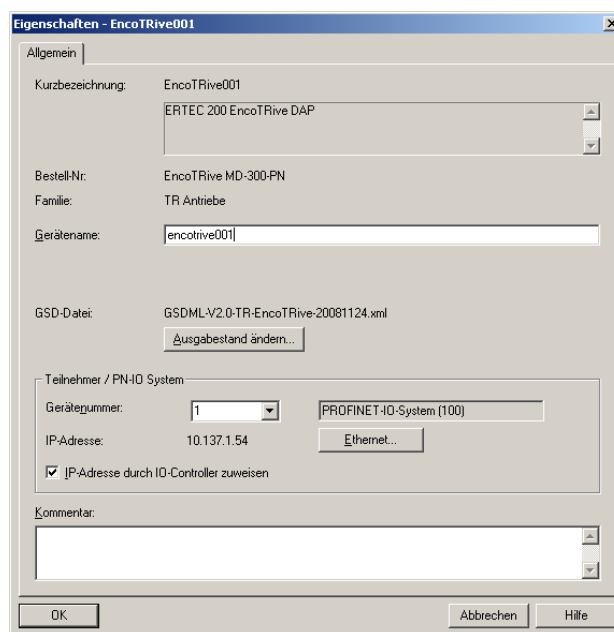 Eigenschaften - EncoTRive001
Allgemein
Kurzbezeichnung: EncoTRive001
ERTEC 200 EncoTRive DAP
Bestell-Nr: EncoTRive MD-300-PN
Familie: TR Antriebe
Gerätename: encotrive001
GSD-Datei: GSDML-V2.0-TR-EncoTRive-20081124.xml
Ausgabestand ändern...
Teilnehmer / PN-IO System
Gerätenummer: 1 PROFINET-IO-System (100)
IP-Adresse: 10.137.1.54 Ethernet...
IP-Adresse durch IO-Controller zuweisen
Kommentar:
OK Abbrechen Hilfe